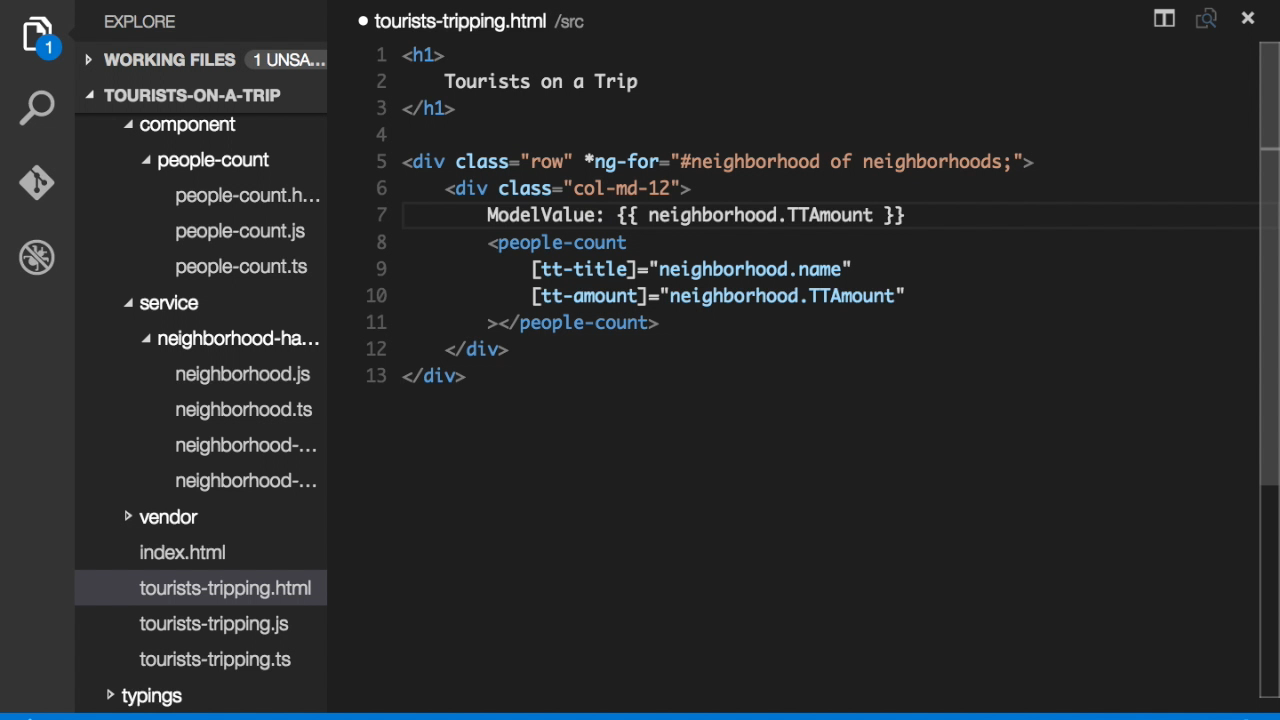 EXPLORE
WORKING FILES 1 UNSA...
TOURISTS-ON-A-TRIP
component
people-count
people-count.h...
people-count.js
people-count.ts
service
neighborhood-ha...
neighborhood.js
neighborhood.ts
neighborhood-...
neighborhood-...
vendor
index.html
tourists-tripping.html
tourists-tripping.js
tourists-tripping.ts
typings
1
tourists-tripping.html /src
1 <h1>
2 Tourists on a Trip
3 </h1>
4
5 <div class="row" *ng-for="#neighborhood of neighborhoods;">
6 <div class="col-md-12">
7 ModelValue: {{ neighborhood.TTAmount }}
8 <people-count
9 [tt-title]="neighborhood.name"
10 [tt-amount]="neighborhood.TTAmount"
11 ></people-count>
12 </div>
13 </div>